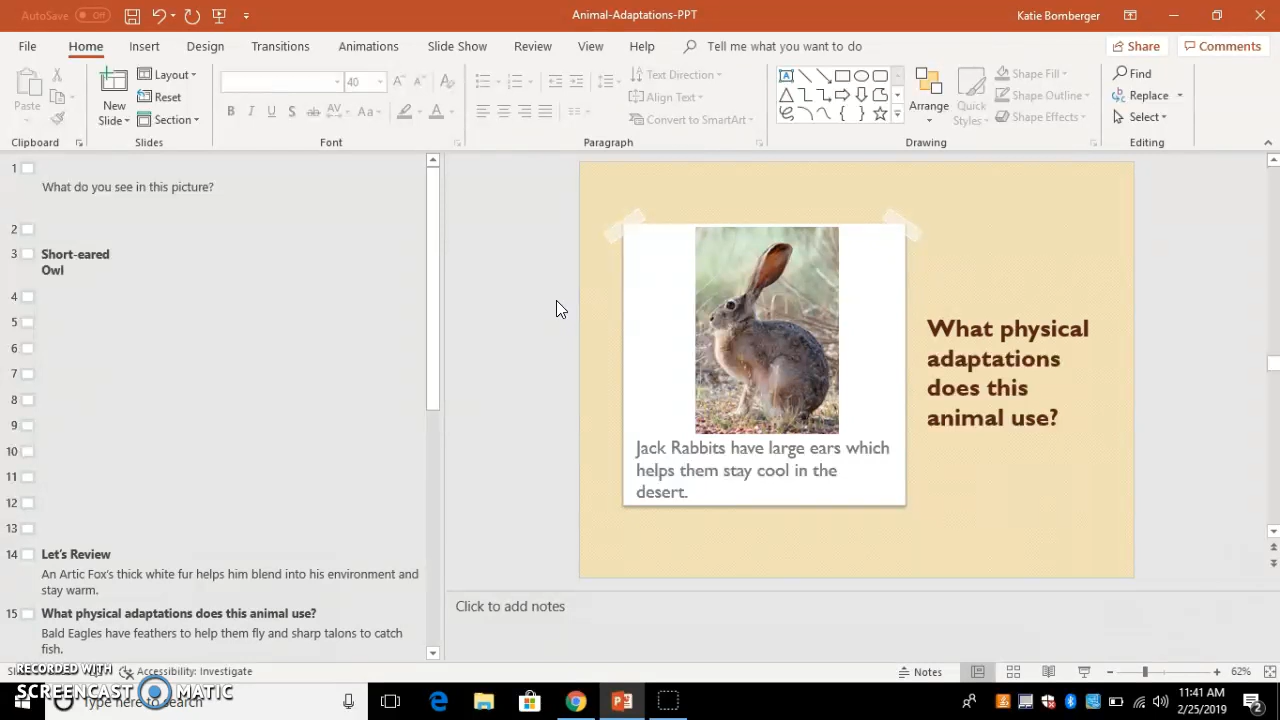 AutoSave Off Animal-Adaptations-PPT Katie Bomberger
File Home Insert Design Transitions Animations Slide Show Review View Help Tell me what you want to do Share Comments
Paste New Slide Layout Reset Section 40 Text Direction Align Text Convert to SmartArt Arrange Quick Styles Shape Fill Shape Outline Shape Effects Find Replace Select
Clipboard Slides Font Paragraph Drawing Editing
1
What do you see in this picture?
2
3 Short-eared
Owl
4
5
6
7
8
9
10
11
12
13
14 Let's Review
An Artic Fox's thick white fur helps him blend into his environment and
stay warm.
15 What physical adaptations does this animal use?
Bald Eagles have feathers to help them fly and sharp talons to catch
fish.
Jack Rabbits have large ears which
helps them stay cool in the
desert.
What physical
adaptations
does this
animal use?
Click to add notes
Accessibility: Investigate Notes 62%
RECORDED WITH
SCREENCAST MATIC
Type here to search
11:41 AM
2/25/2019
2